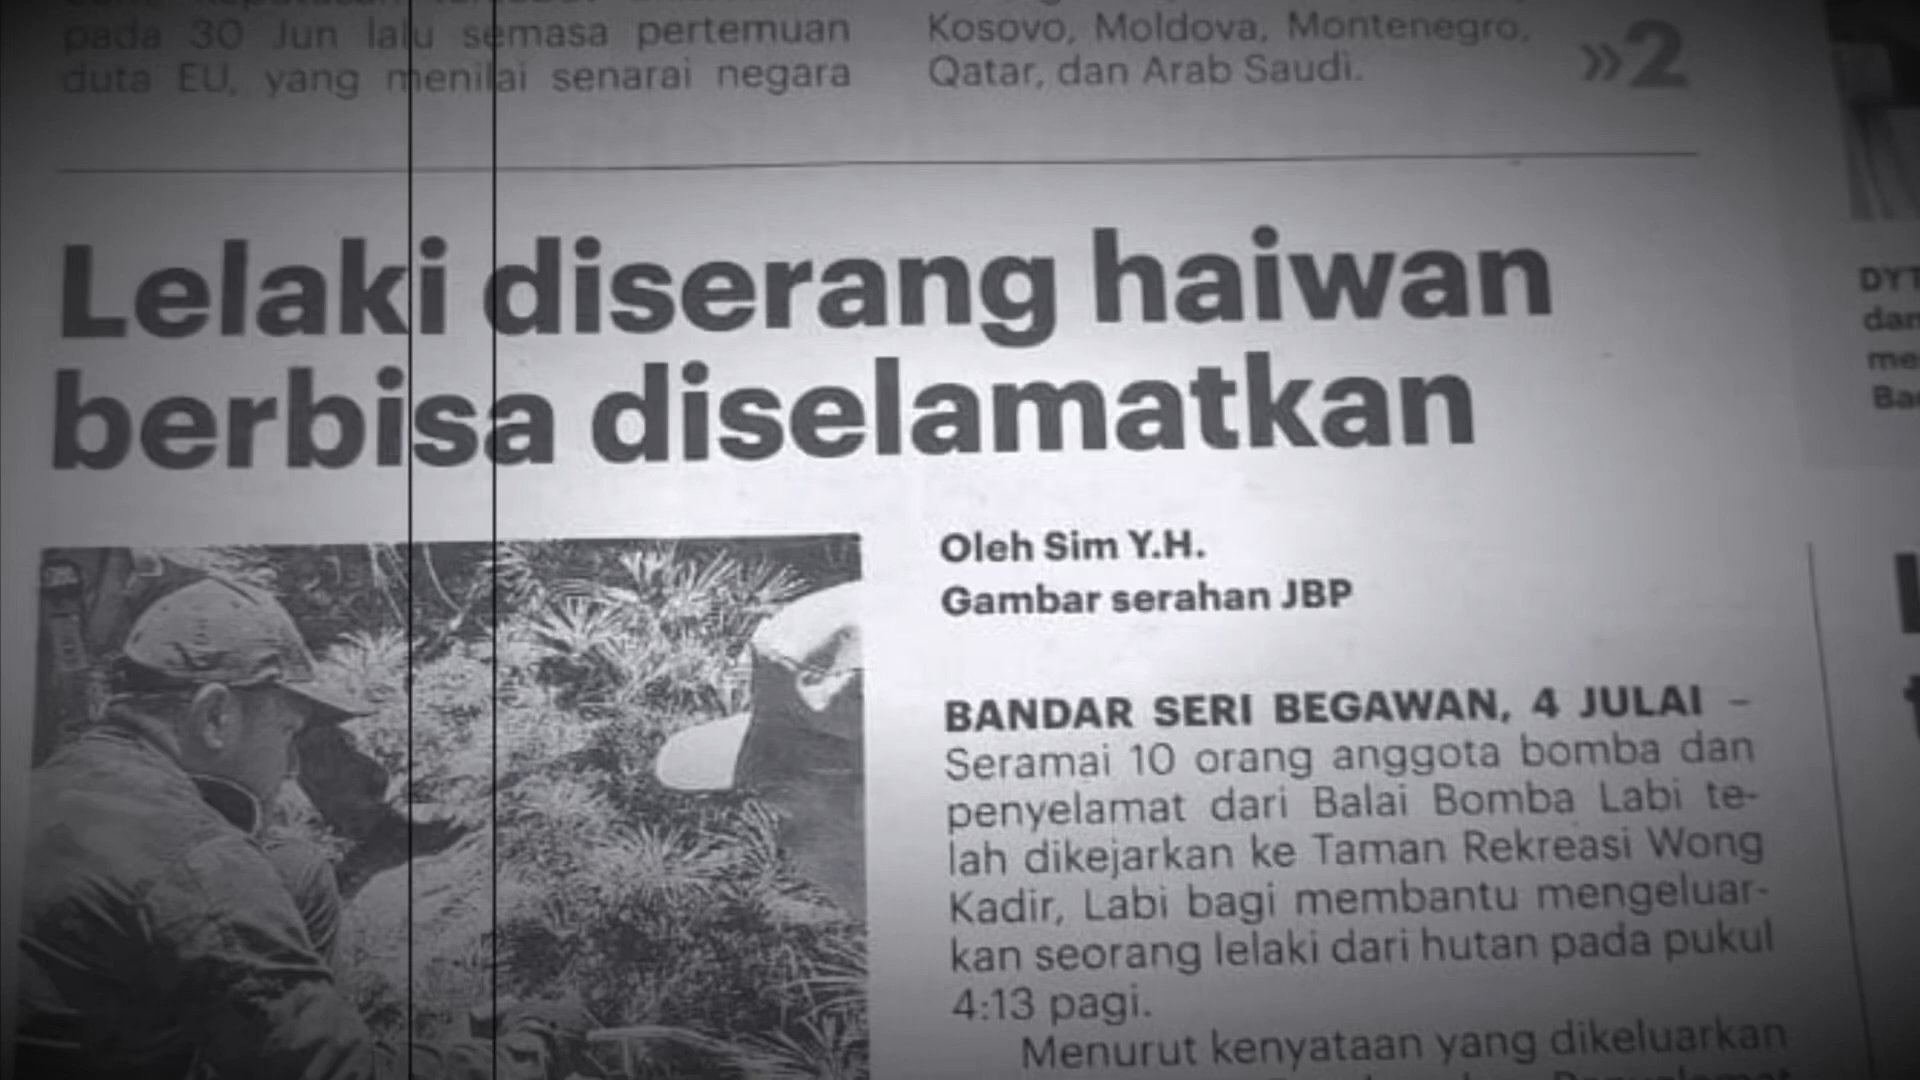 pada 30 Jun lalu semasa pertemuan
duta EU, yang menilai senarai negara
Kosovo, Moldova, Montenegro,
Qatar, dan Arab Saudi.
»2
Lelaki diserang haiwan
berbisa diselamatkan
Oleh Sim Y.H.
Gambar serahan JBP
BANDAR SERI BEGAWAN, 4 JULAI –
Seramai 10 orang anggota bomba dan
penyelamat dari Balai Bomba Labi te-
lah dikejarkan ke Taman Rekreasi Wong
Kadir, Labi bagi membantu mengeluar-
kan seorang lelaki dari hutan pada pukul
4:13 pagi.
Menurut kenyataan yang dikeluarkan
DYT
dan
me